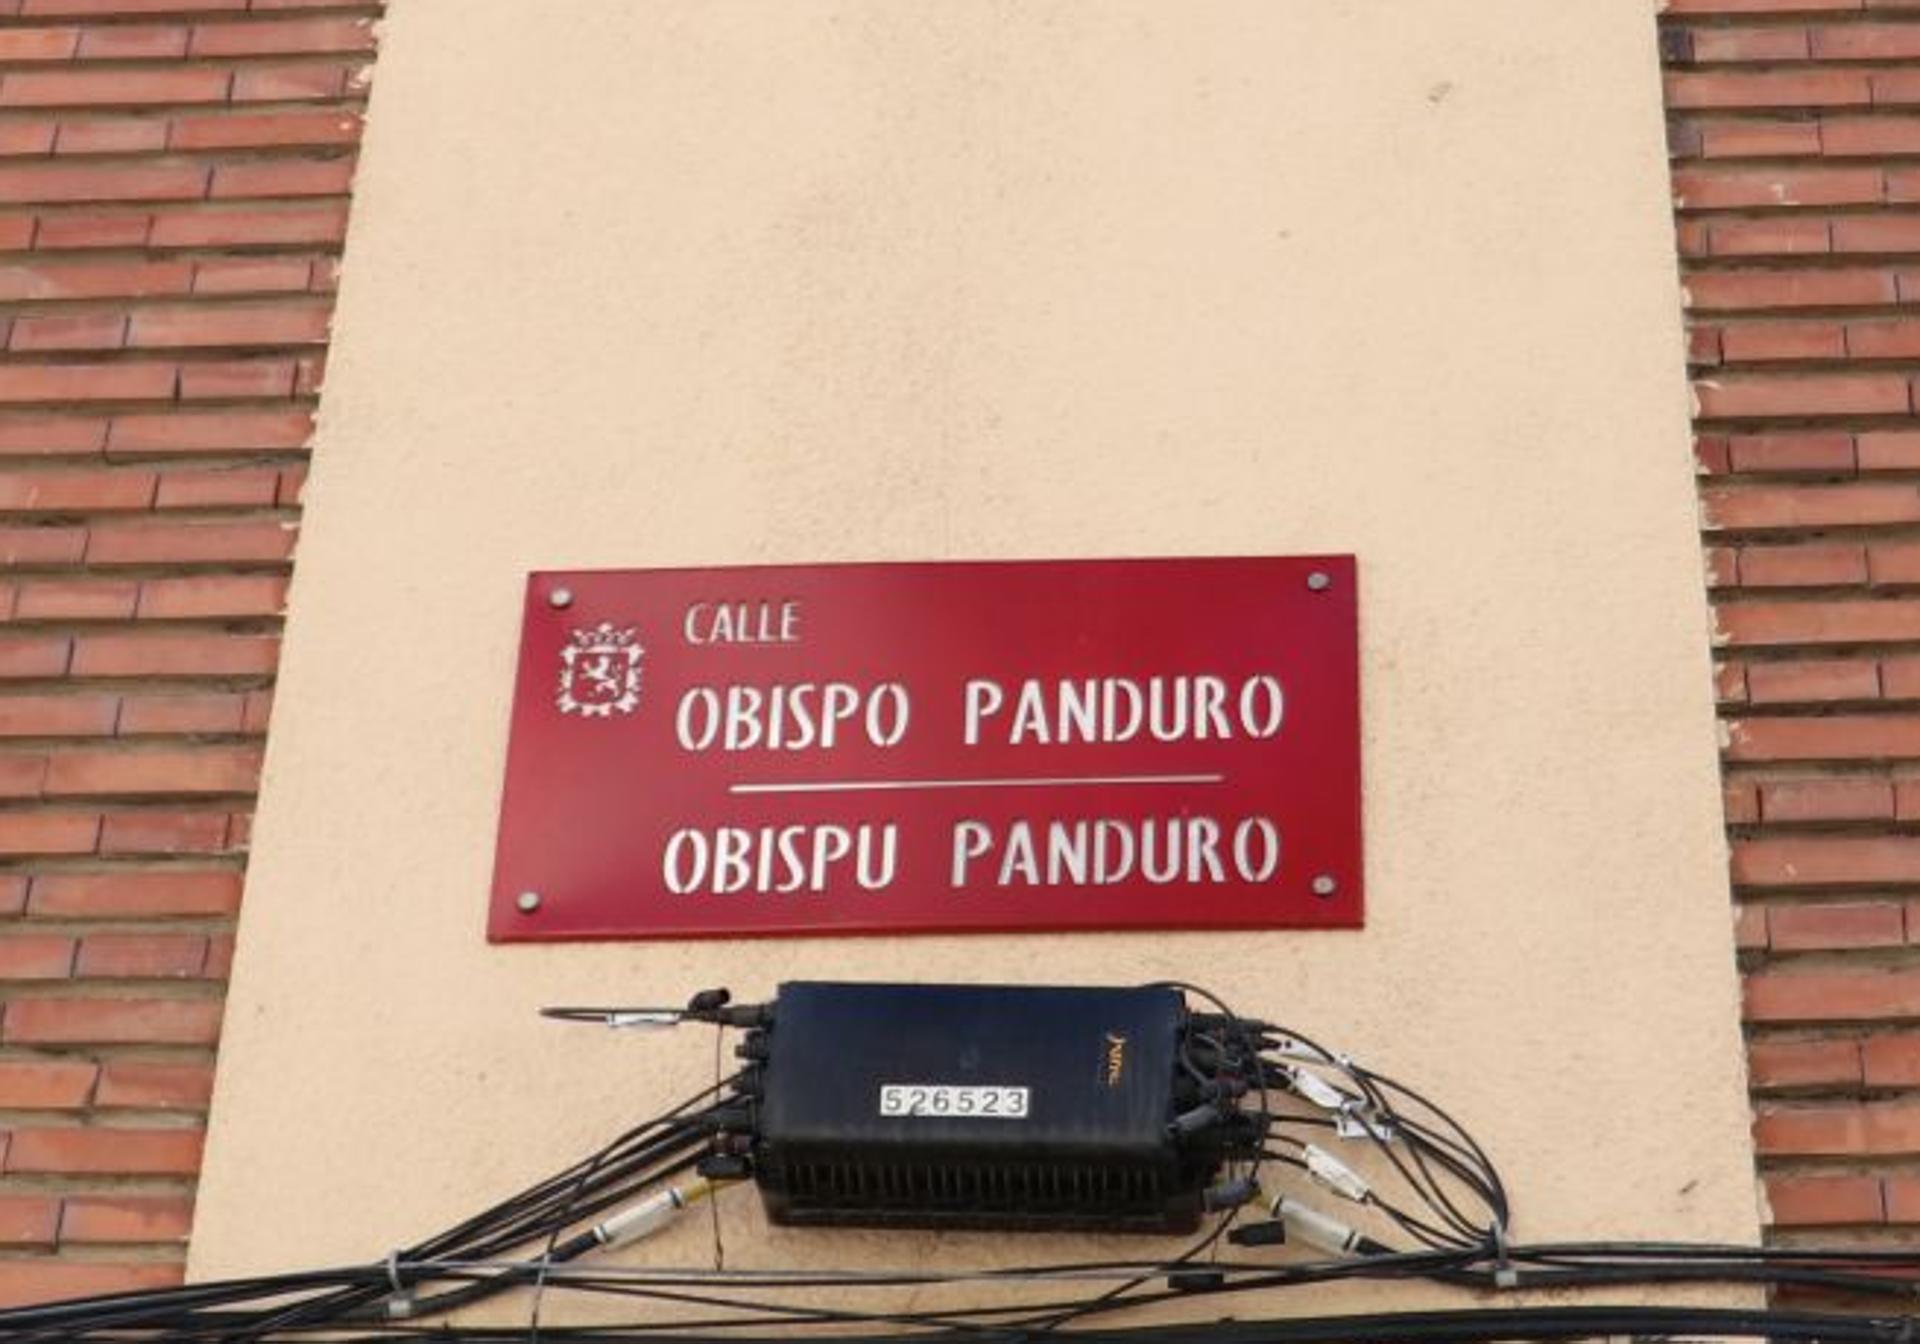 CALLE
OBISPO PANDURO
OBISPU PANDURO
526523